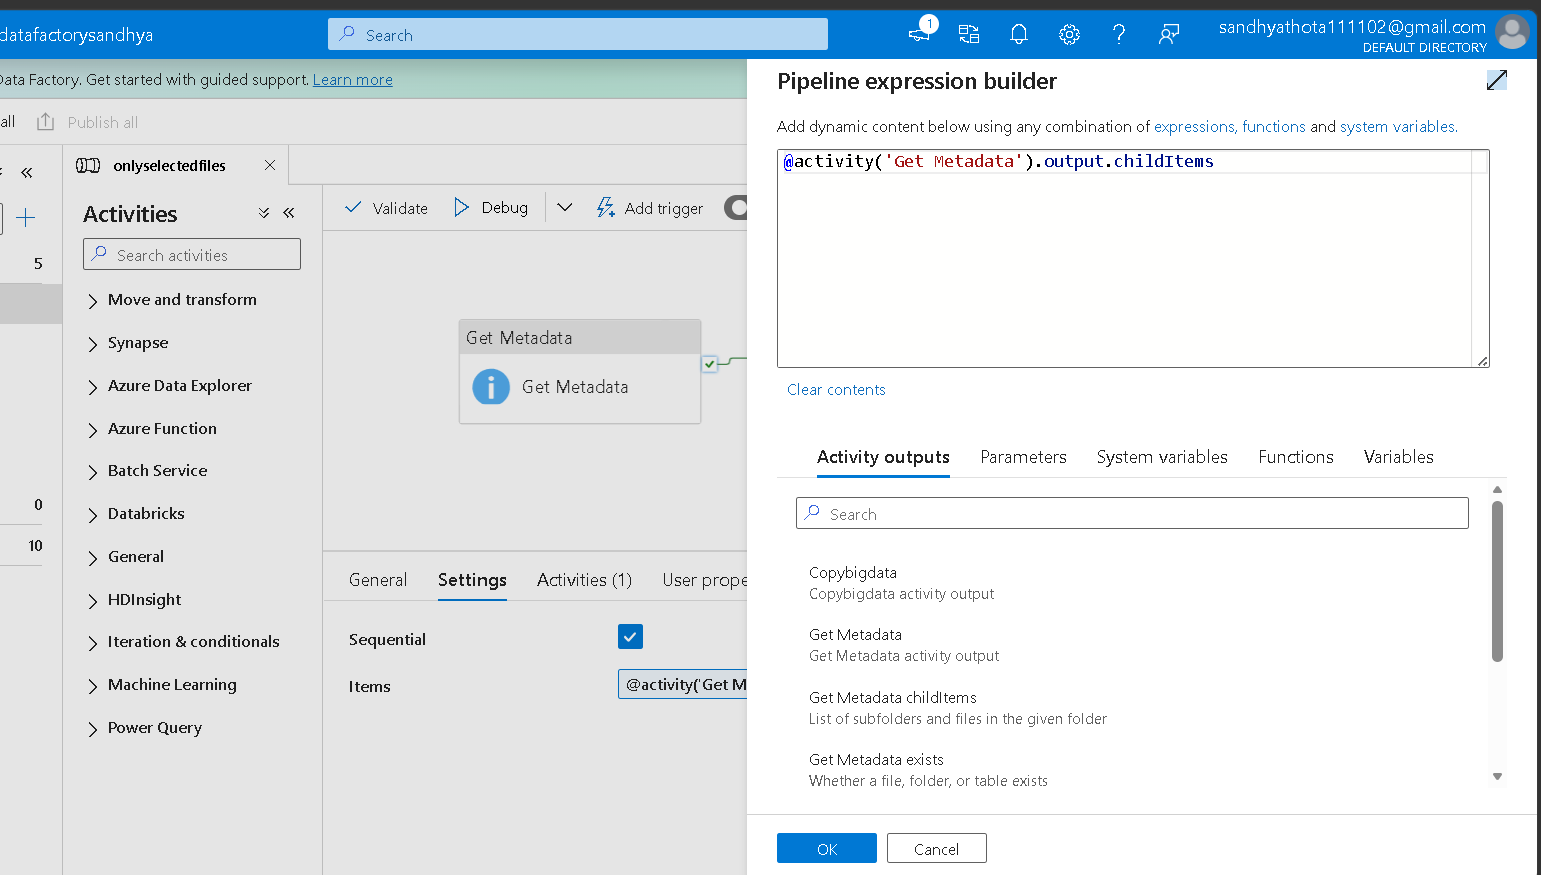 datafactorysandhya
Search
1
sandhyathota111102@gmail.com
DEFAULT DIRECTORY
Data Factory. Get started with guided support. Learn more
all
Publish all
onlyselectedfiles
Activities
Search activities
5
0
10
Move and transform
Synapse
Azure Data Explorer
Azure Function
Batch Service
Databricks
General
HDInsight
Iteration & conditionals
Machine Learning
Power Query
Validate
Debug
Add trigger
Get Metadata
Get Metadata
General
Settings
Activities (1)
User prope
Sequential
Items
@activity('Get M
Pipeline expression builder
Add dynamic content below using any combination of expressions, functions and system variables.
@activity('Get Metadata').output.childItems
Clear contents
Activity outputs
Parameters
System variables
Functions
Variables
Search
Copybigdata
Copybigdata activity output
Get Metadata
Get Metadata activity output
Get Metadata childItems
List of subfolders and files in the given folder
Get Metadata exists
Whether a file, folder, or table exists
OK
Cancel